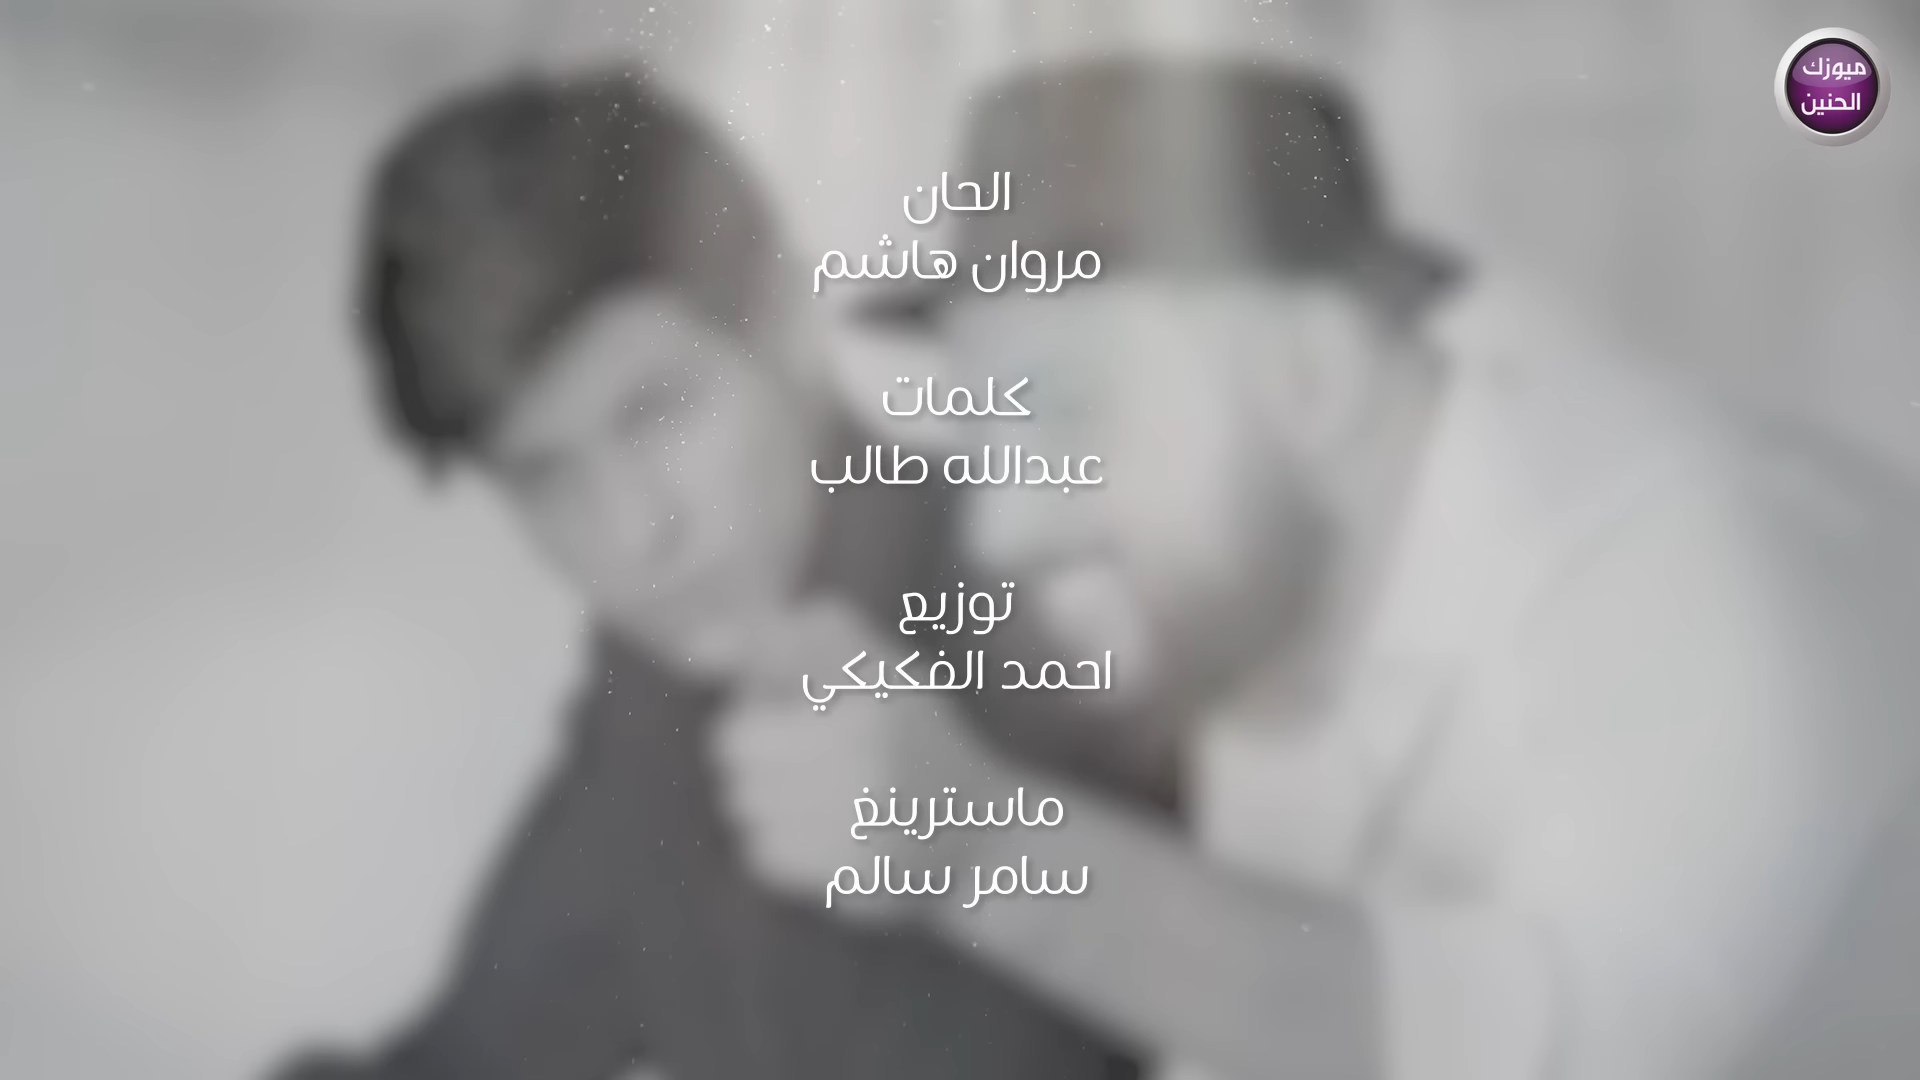 ميوزك
الحنين
الحان
مروان هاشم
كلمات
عبدالله طالب
توزيع
احمد الفكيكي
ماسترينغ
سامر سالم